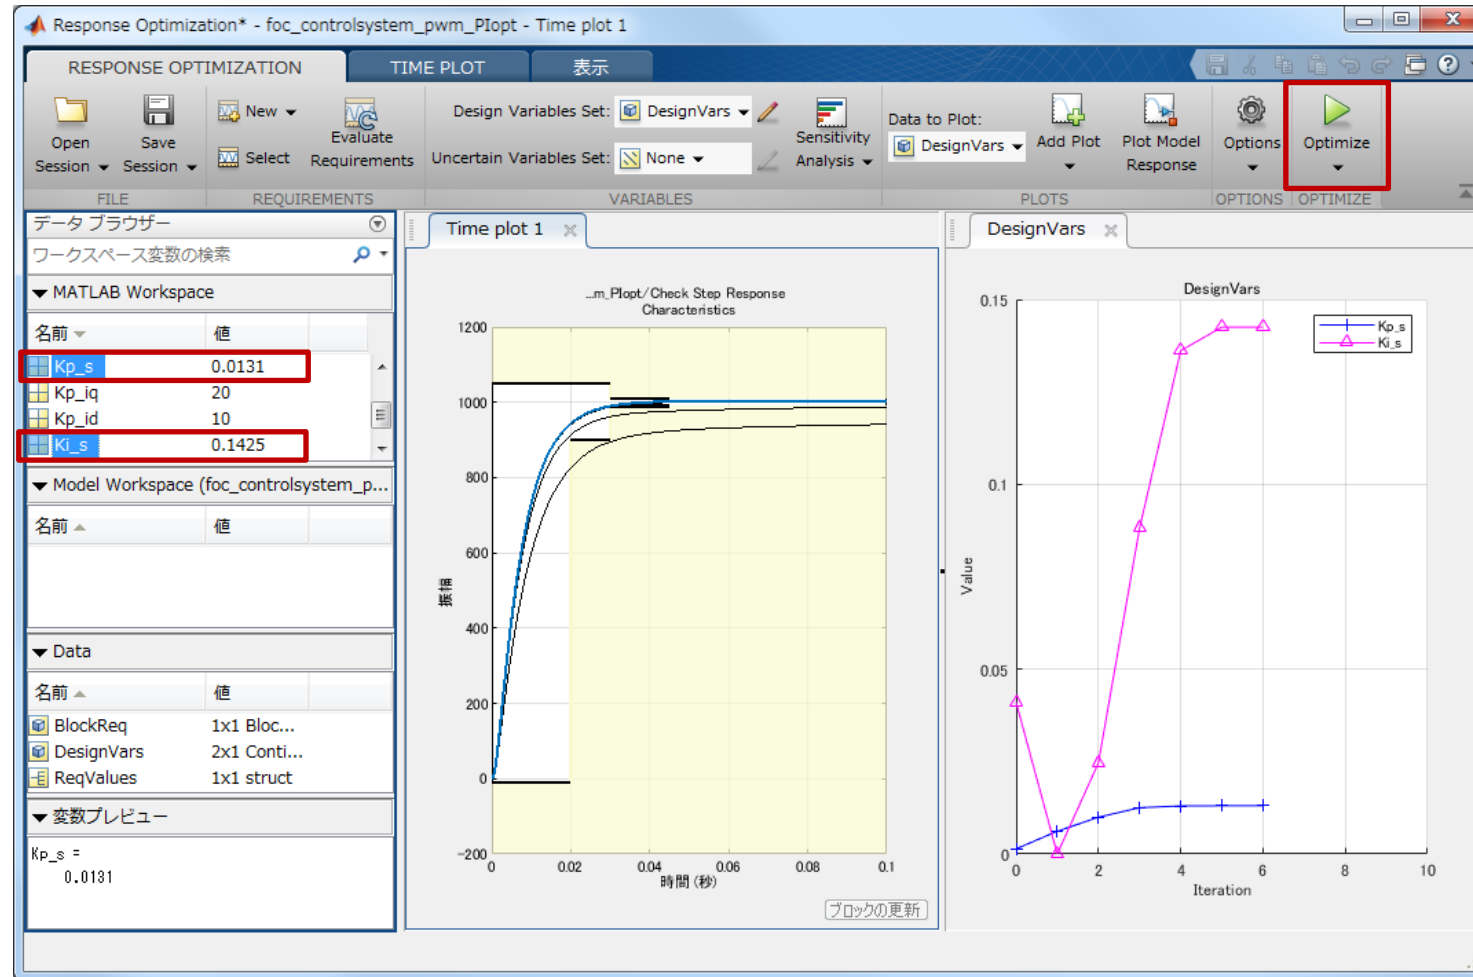 Response Optimization* - foc_controlsystem_pwm_PIopt - Time plot 1
RESPONSE OPTIMIZATION
TIME PLOT
表示
Open Session
Save Session
New
Select
Evaluate Requirements
Design Variables Set:
DesignVars
Uncertain Variables Set:
None
Sensitivity Analysis
Data to Plot:
DesignVars
Add Plot
Plot Model Response
Options
Optimize
FILE
REQUIREMENTS
VARIABLES
PLOTS
OPTIONS
OPTIMIZE
データ ブラウザー
ワークスペース変数の検索
MATLAB Workspace
名前 値
Kp_s 0.0131
Kp_iq 20
Kp_id 10
Ki_s 0.1425
Model Workspace (foc_controlsystem_p...
名前 値
Data
名前 値
BlockReq 1x1 Bloc...
DesignVars 2x1 Conti...
ReqValues 1x1 struct
変数プレビュー
Kp_s =
0.0131
Time plot 1
...m_PIopt/Check Step Response
Characteristics
1200
1000
800
600
400
200
0
-200
振幅
0 0.02 0.04 0.06 0.08 0.1
時間 (秒)
ブロックの更新
DesignVars
DesignVars
0.15
0.1
0.05
0
Value
Kp_s
Ki_s
0 2 4 6 8 10
Iteration